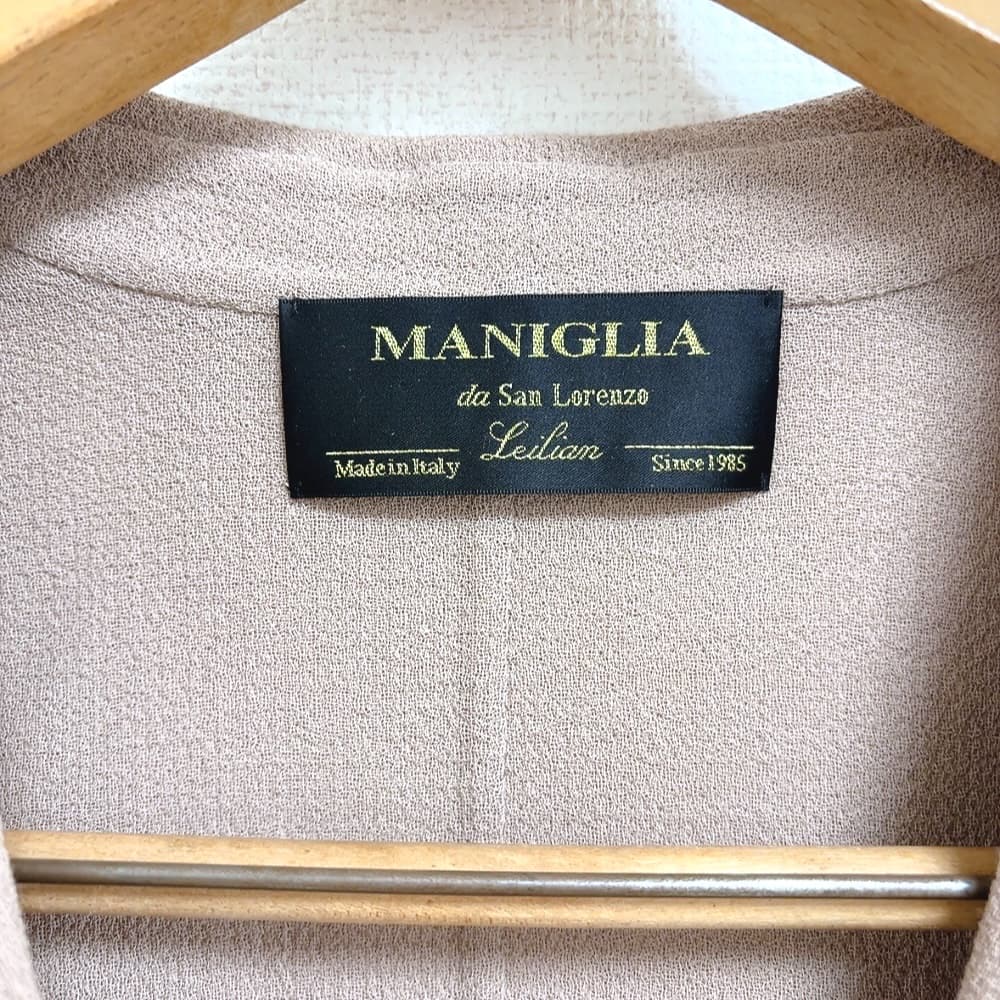 MANIGLIA
da San Lorenzo
Leilian
Made in Italy
Since 1985